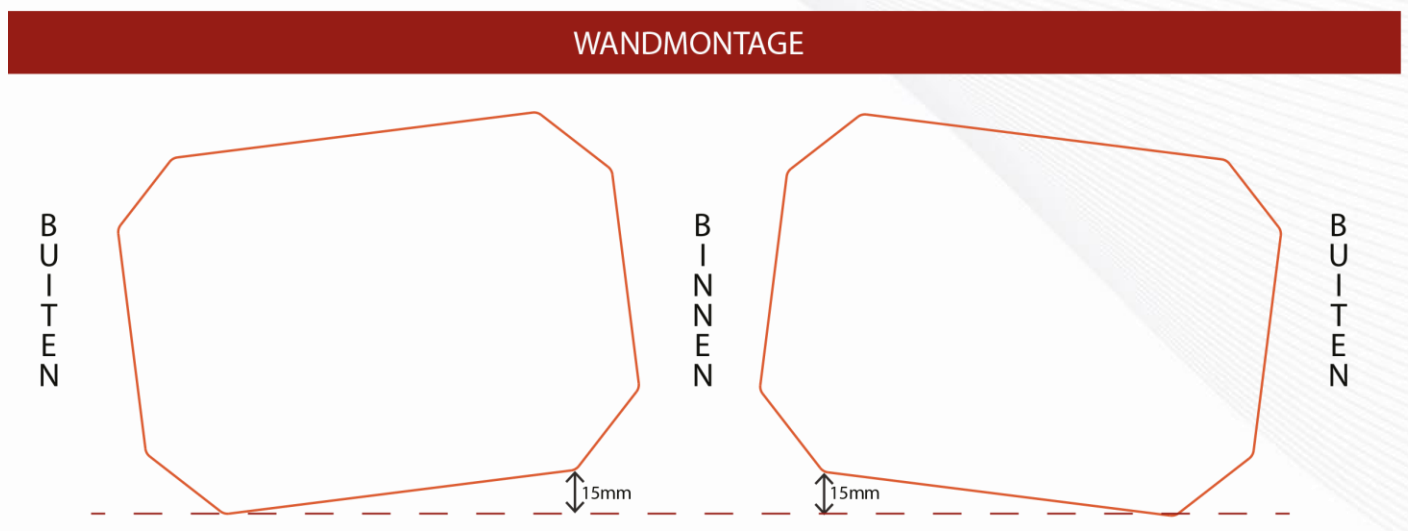 WANDMONTAGE
BUITEN
BINNEN
BUITEN
15mm
15mm